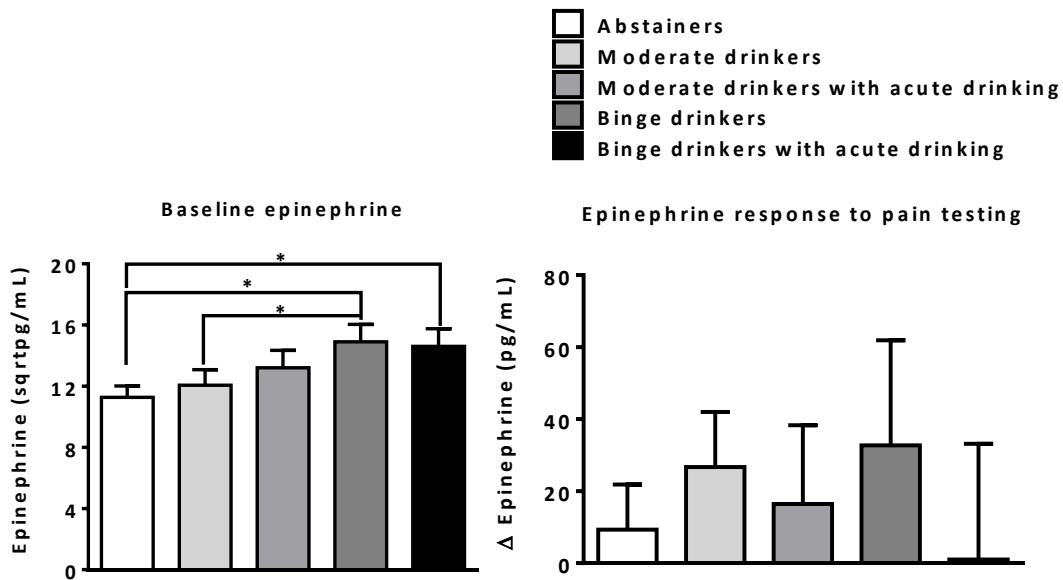 Abstainers
Moderate drinkers
Moderate drinkers with acute drinking
Binge drinkers
Binge drinkers with acute drinking
Baseline epinephrine
Epinephrine (sqrtpg/mL)
20
16
12
8
4
0
*
*
*
Epinephrine response to pain testing
Δ Epinephrine (pg/mL)
80
60
40
20
0